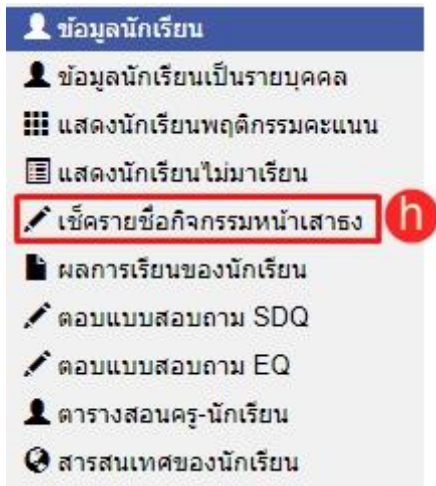 ข้อมูลนักเรียน
ข้อมูลนักเรียนเป็นรายบุคคล
แสดงนักเรียนพฤติกรรมคะแนน
แสดงนักเรียนไม่มาเรียน
เช็ครายชื่อกิจกรรมหน้าเสาธง h
ผลการเรียนของนักเรียน
ตอบแบบสอบถาม SDQ
ตอบแบบสอบถาม EQ
ตารางสอนครู-นักเรียน
สารสนเทศของนักเรียน